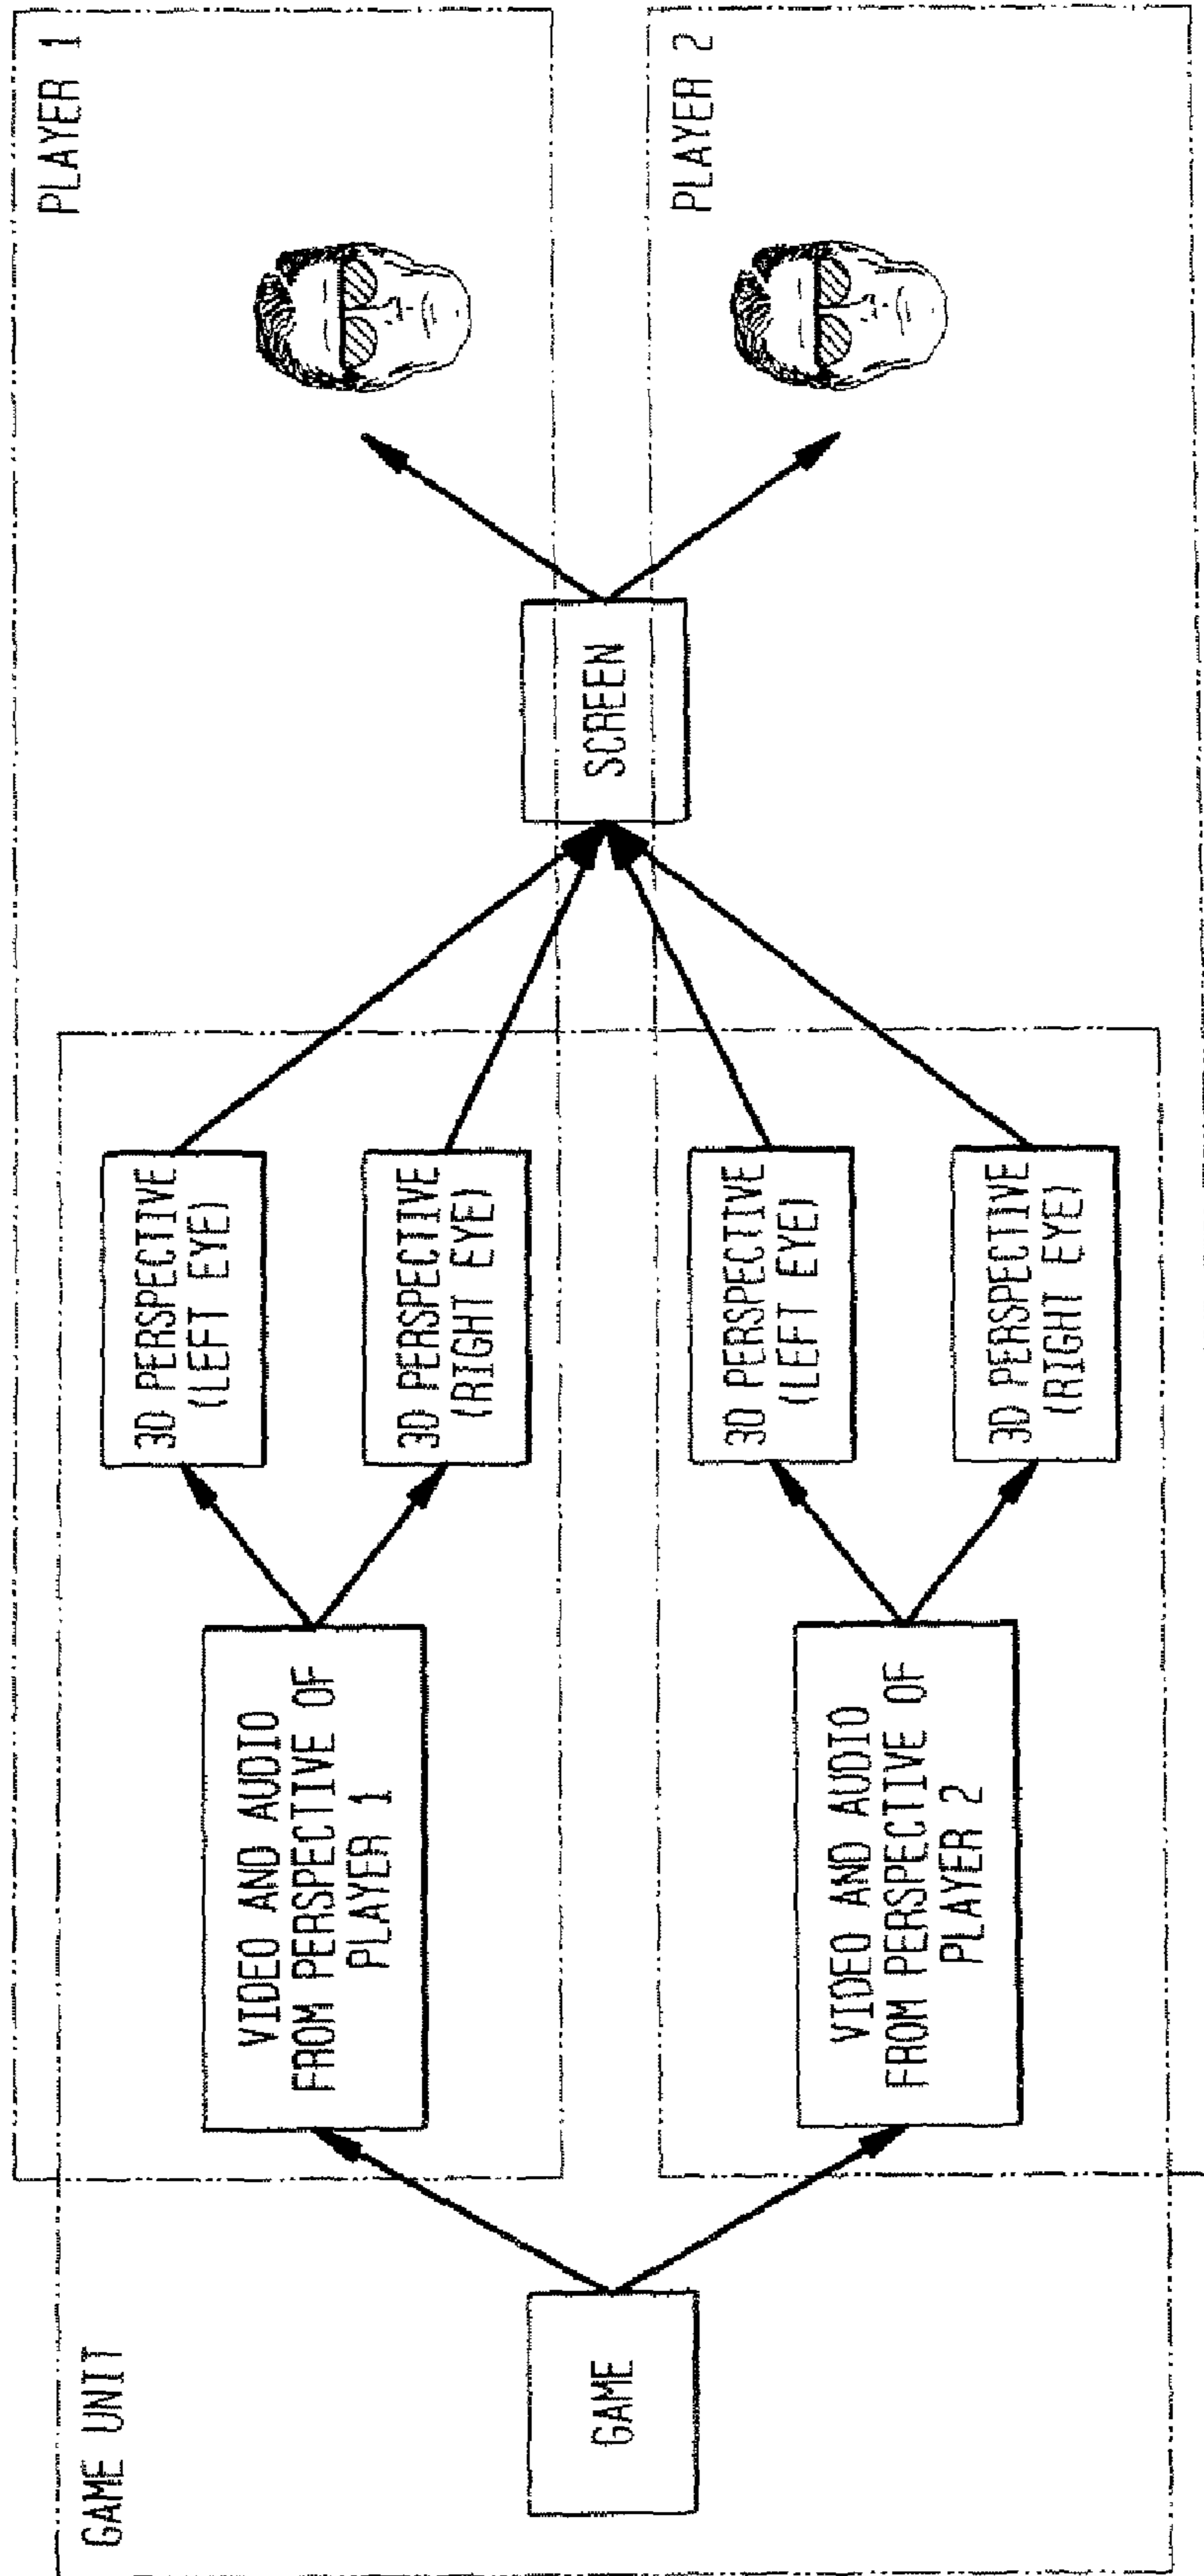 GAME UNIT
GAME
VIDEO AND AUDIO
FROM PERSPECTIVE OF
PLAYER 1
3D PERSPECTIVE
(LEFT EYE)
3D PERSPECTIVE
(RIGHT EYE)
VIDEO AND AUDIO
FROM PERSPECTIVE OF
PLAYER 2
3D PERSPECTIVE
(LEFT EYE)
3D PERSPECTIVE
(RIGHT EYE)
SCREEN
PLAYER 1
PLAYER 2